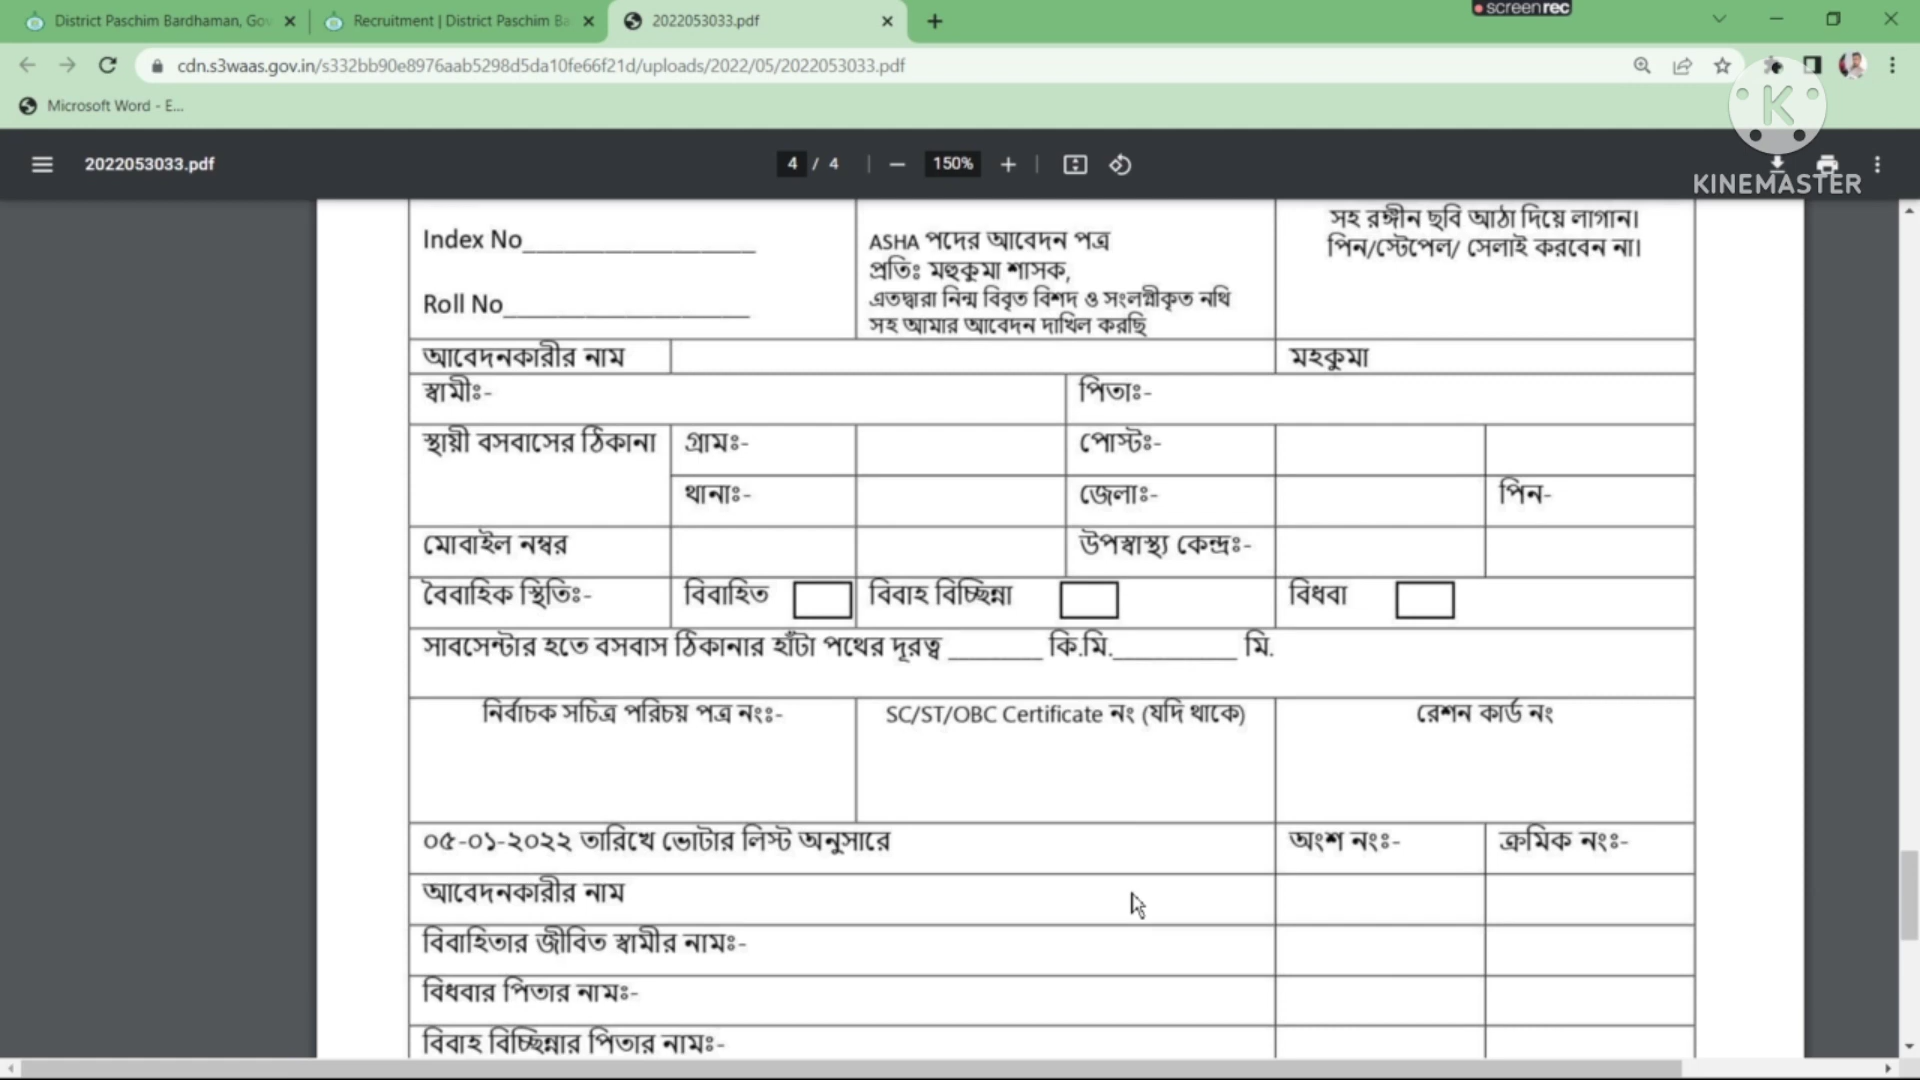 District Paschim Bardhaman, Gov
Recruitment | District Paschim Ba
2022053033.pdf
screenrec
cdn.s3waas.gov.in/s332bb90e8976aab5298d5da10fe66f21d/uploads/2022/05/2022053033.pdf
Microsoft Word - E...
K
2022053033.pdf
4 / 4
150%
KINEMASTER
সহ রঙ্গীন ছবি আঠা দিয়ে লাগান।
পিন/স্টেপেল/ সেলাই করবেন না।
Index No___________________
Roll No____________________
ASHA পদের আবেদন পত্র
প্রতিঃ মহুকুমা শাসক,
এতদ্বারা নিন্ম বিবৃত বিশদ ও সংলগ্নীকৃত নথি
সহ আমার আবেদন দাখিল করছি
আবেদনকারীর নাম মহকুমা
স্বামীঃ- পিতাঃ-
স্থায়ী বসবাসের ঠিকানা গ্রামঃ- পোস্টঃ-
থানাঃ- জেলাঃ- পিন-
মোবাইল নম্বর উপস্বাস্থ্য কেন্দ্রঃ-
বৈবাহিক স্থিতিঃ- বিবাহিত বিবাহ বিচ্ছিন্না বিধবা
সাবসেন্টার হতে বসবাস ঠিকানার হাঁটা পথের দূরত্ব _______ কি.মি._________ মি.
নির্বাচক সচিত্র পরিচয় পত্র নংঃ- SC/ST/OBC Certificate নং (যদি থাকে) রেশন কার্ড নং
০৫-০১-২০২২ তারিখে ভোটার লিস্ট অনুসারে অংশ নংঃ- ক্রমিক নংঃ-
আবেদনকারীর নাম
বিবাহিতার জীবিত স্বামীর নামঃ-
বিধবার পিতার নামঃ-
বিবাহ বিচ্ছিন্নার পিতার নামঃ-